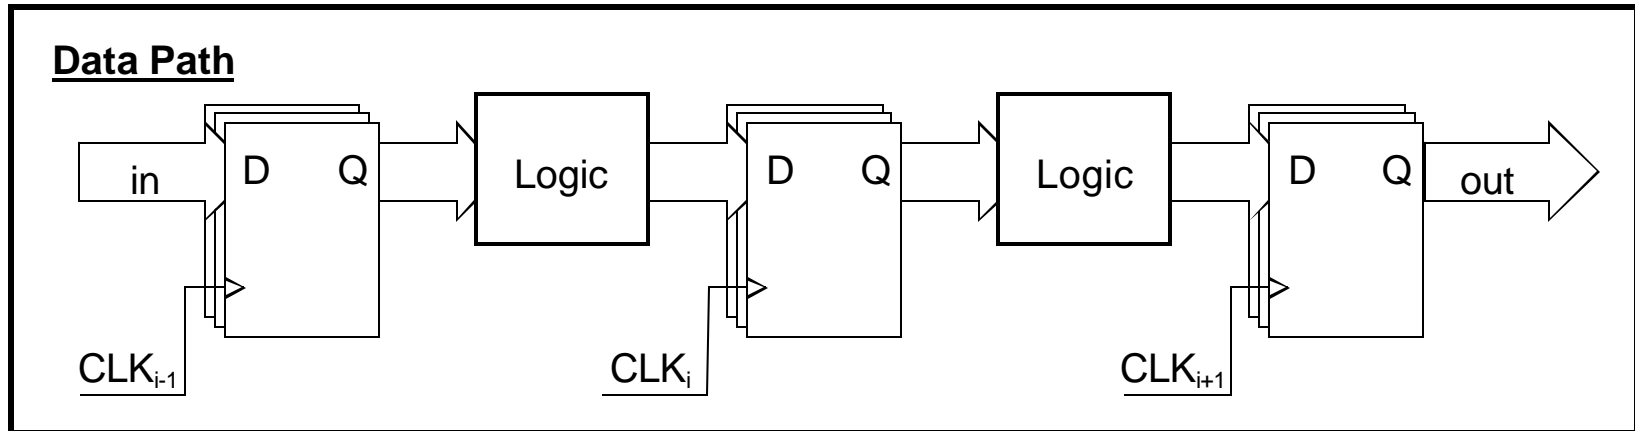 Data Path
in D Q Logic D Q Logic D Q out
CLKi-1 CLKi CLKi+1